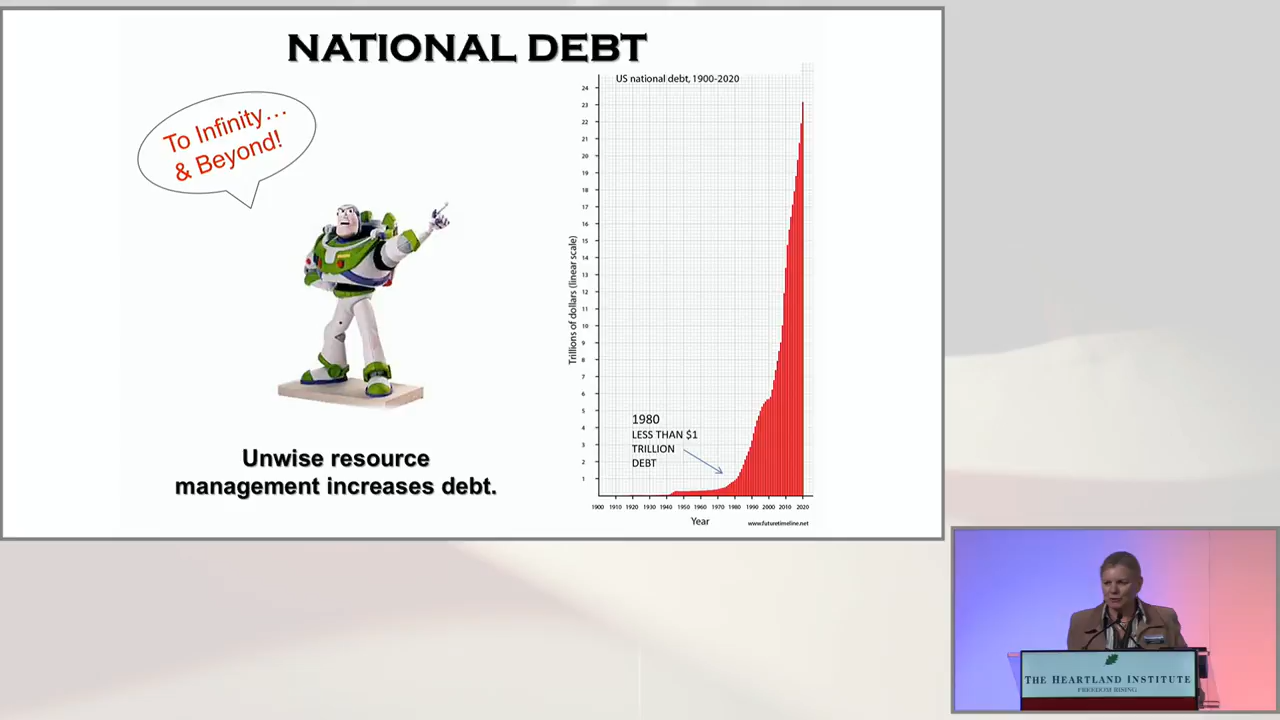 NATIONAL DEBT
To Infinity…
& Beyond!
Unwise resource
management increases debt.
US national debt, 1900-2020
Trillions of dollars (linear scale)
24
23
22
21
20
19
18
17
16
15
14
13
12
11
10
9
8
7
6
5
4
3
2
1
1980
LESS THAN $1
TRILLION
DEBT
1900 1910 1920 1930 1940 1950 1960 1970 1980 1990 2000 2010 2020
Year
www.futuretimeline.net
THE HEARTLAND INSTITUTE
FREEDOM RISING